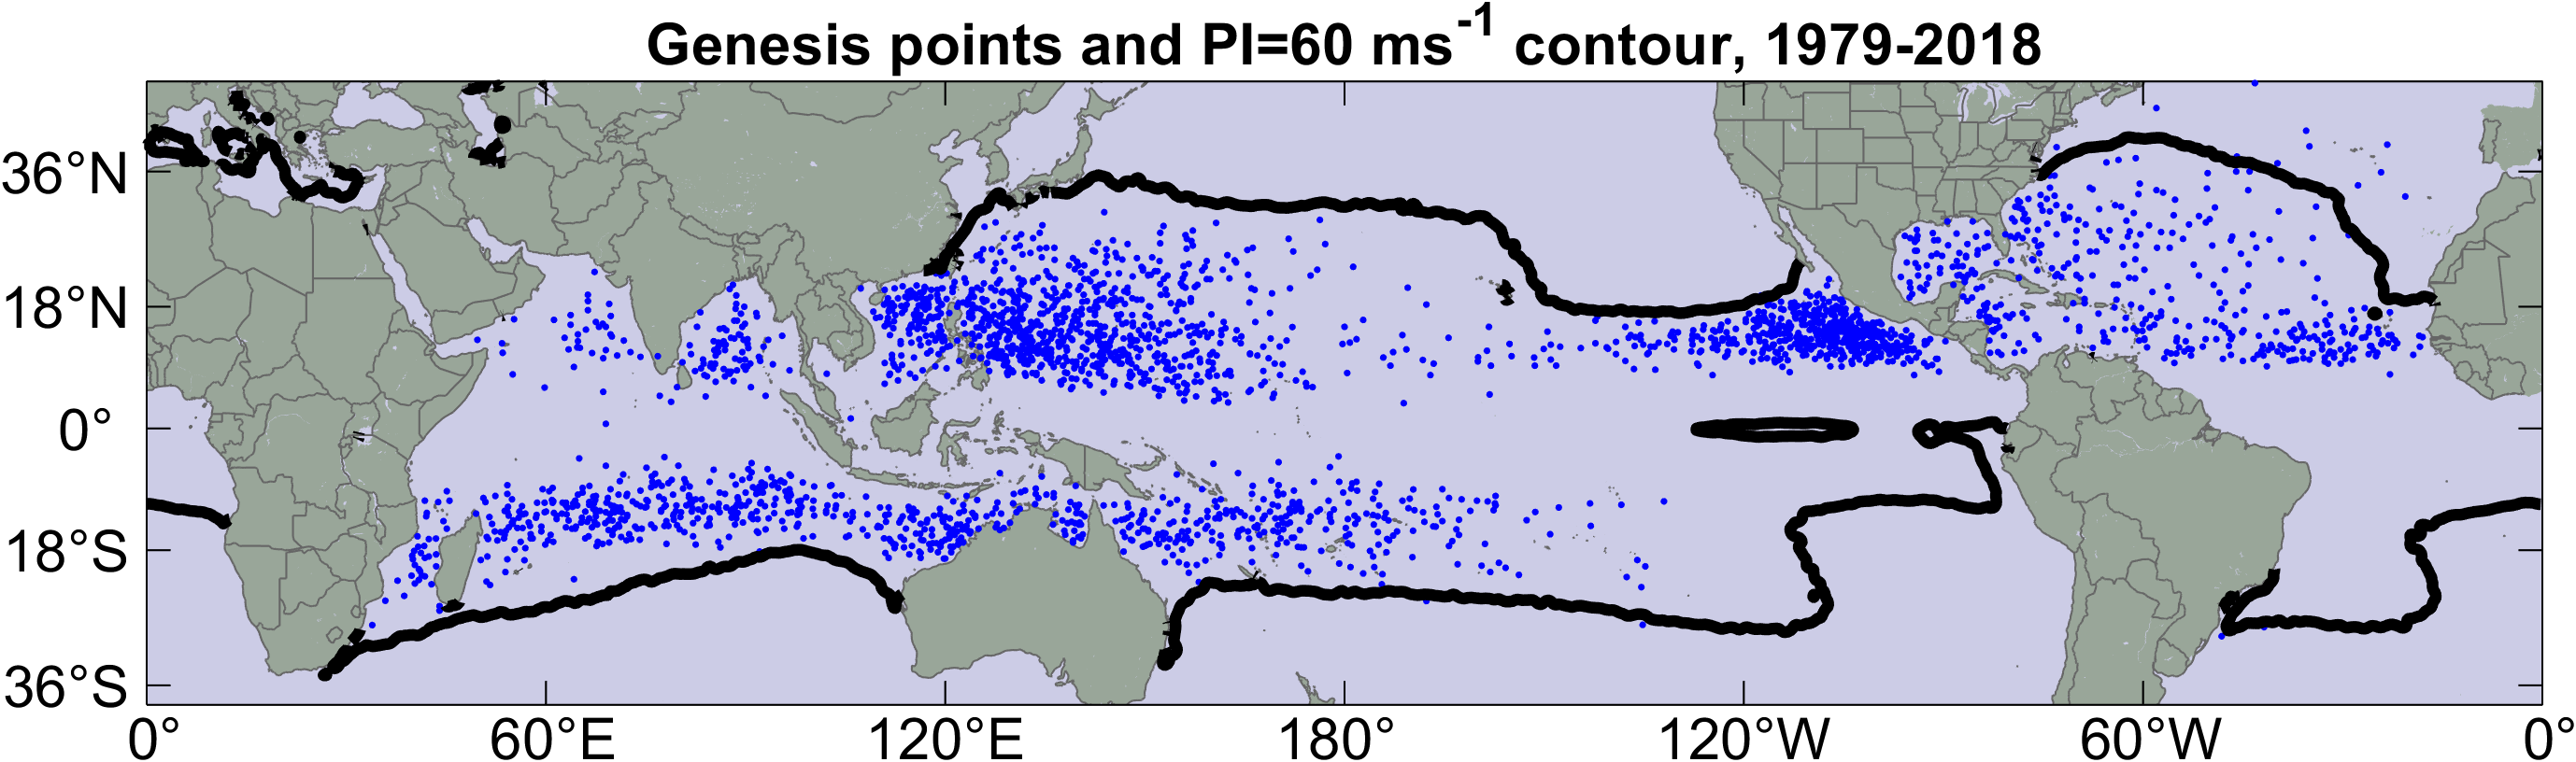 Genesis points and PI=60 ms⁻¹ contour, 1979-2018
36°N
18°N
0°
18°S
36°S
0° 60°E 120°E 180° 120°W 60°W 0°